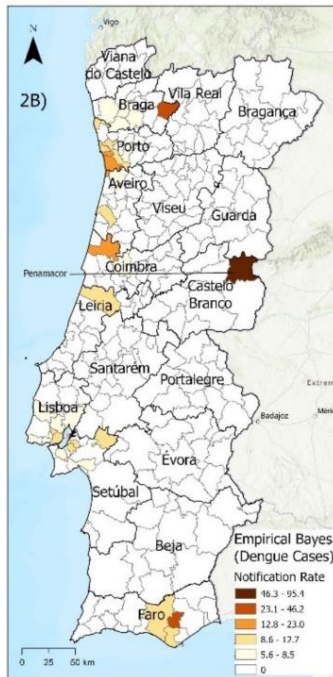 Vigo
N
Viana
do Castelo
2B)
Braga
Vila Real
Bragança
Porto
Aveiro
Viseu
Guarda
Penamacor
Coimbra
Castelo
Branco
Leiria
Santarém
Portalegre
Lisboa
Badajoz
Évora
Setúbal
Beja
Faro
Empirical Bayes
(Dengue Cases)
Notification Rate
46.3 - 95.4
23.1 - 46.2
12.8 - 23.0
8.6 - 12.7
5.6 - 8.5
0
0 25 50 km